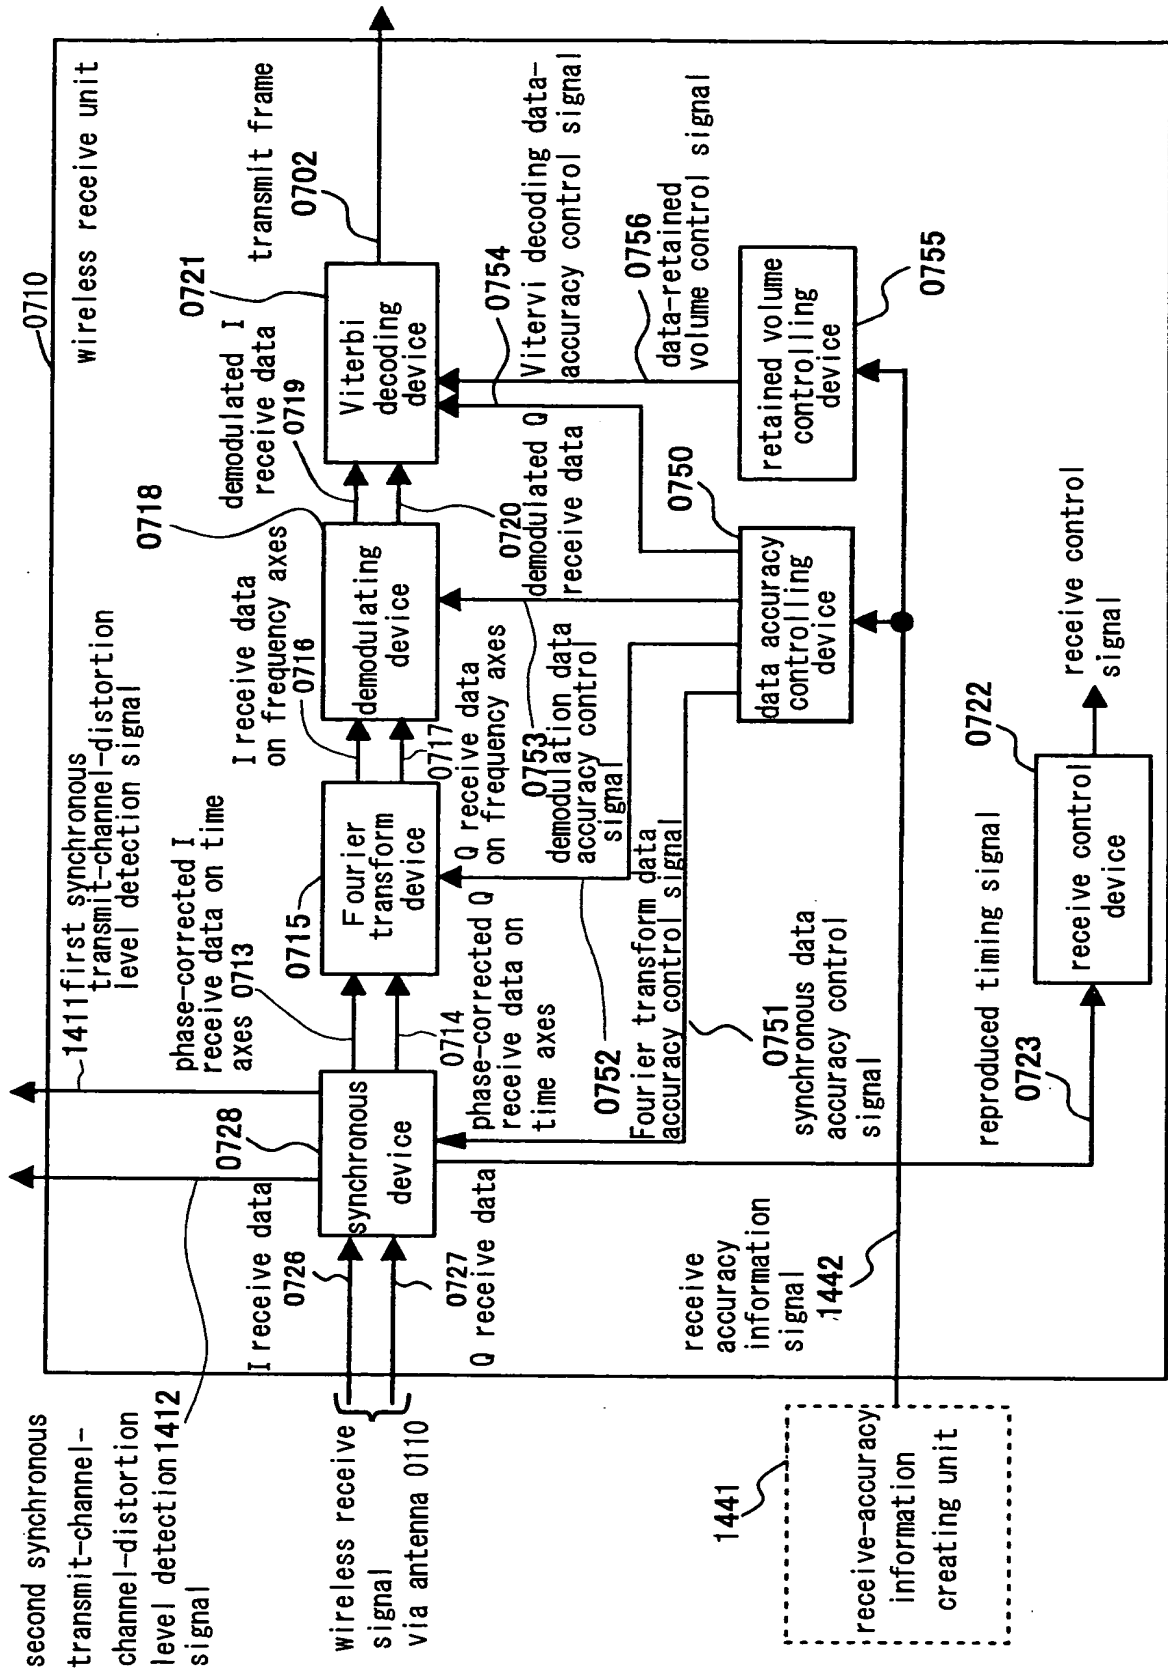 0710
wireless receive unit
second synchronous
transmit-channel-
channel-distortion
level detection 1412
signal
1411 first synchronous
transmit-channel-distortion
level detection signal
phase-corrected I
receive data on time
axes 0713
I receive data
on frequency axes
0716
0718
demodulated I
receive data
0719
0721
transmit frame
0702
0728
0715
I receive data
0726
wireless receive
signal
via antenna 0110
synchronous
device
Fourier
transform
device
demodulating
device
Viterbi
decoding
device
0727
Q receive data
0714
phase-corrected Q
receive data on
time axes
0717
Q receive data
on frequency axes
0720
demodulated Q
receive data
0754
Vitervi decoding data-
accuracy control signal
0756
data-retained
volume control signal
0753
demodulation data
accuracy control
signal
0752
Fourier transform data
accuracy control signal
0751
synchronous data
accuracy control
signal
0750
data accuracy
controlling
device
retained volume
controlling
device
0755
receive
accuracy
information
signal
1442
1441
receive-accuracy
information
creating unit
reproduced timing signal
0723
0722
receive control
device
receive control
signal